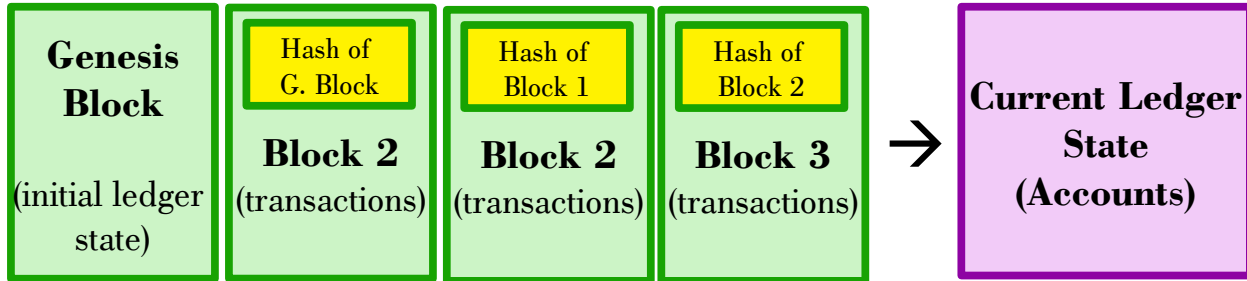 Genesis
Block
(initial ledger
state)
Hash of
G. Block
Block 2
(transactions)
Hash of
Block 1
Block 2
(transactions)
Hash of
Block 2
Block 3
(transactions)
→
Current Ledger
State
(Accounts)